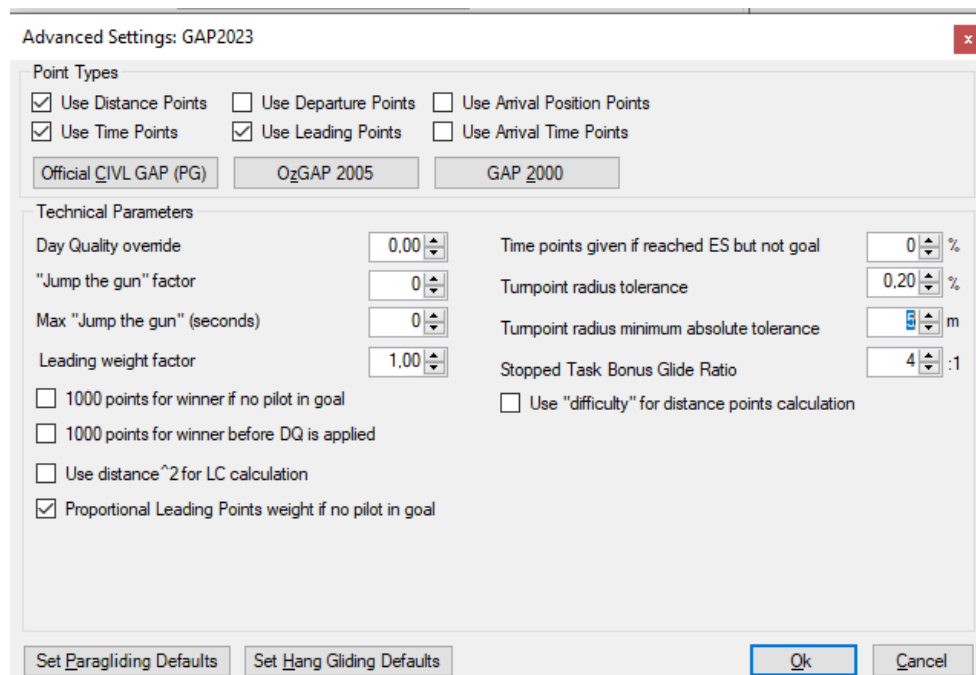 Advanced Settings: GAP2023
x
Point Types
Use Distance Points Use Departure Points Use Arrival Position Points
Use Time Points Use Leading Points Use Arrival Time Points
Official CIVL GAP (PG) OzGAP 2005 GAP 2000
Technical Parameters
Day Quality override 0,00 Time points given if reached ES but not goal 0 %
"Jump the gun" factor 0 Turnpoint radius tolerance 0,20 %
Max "Jump the gun" (seconds) 0 Turnpoint radius minimum absolute tolerance 5 m
Leading weight factor 1,00 Stopped Task Bonus Glide Ratio 4 :1
1000 points for winner if no pilot in goal Use "difficulty" for distance points calculation
1000 points for winner before DQ is applied
Use distance^2 for LC calculation
Proportional Leading Points weight if no pilot in goal
Set Paragliding Defaults Set Hang Gliding Defaults Ok Cancel